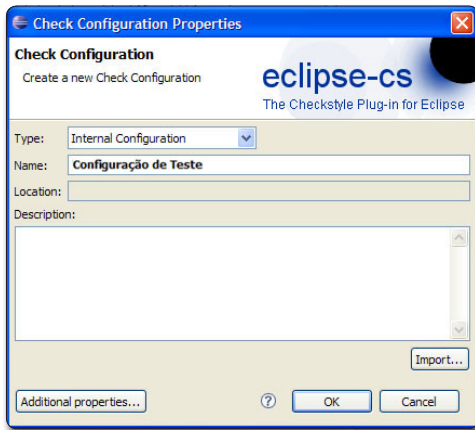 Check Configuration Properties
Check Configuration
Create a new Check Configuration
eclipse-cs
The Checkstyle Plug-in for Eclipse
Type: Internal Configuration
Name: Configuração de Teste
Location:
Description:
Import...
Additional properties... ? OK Cancel